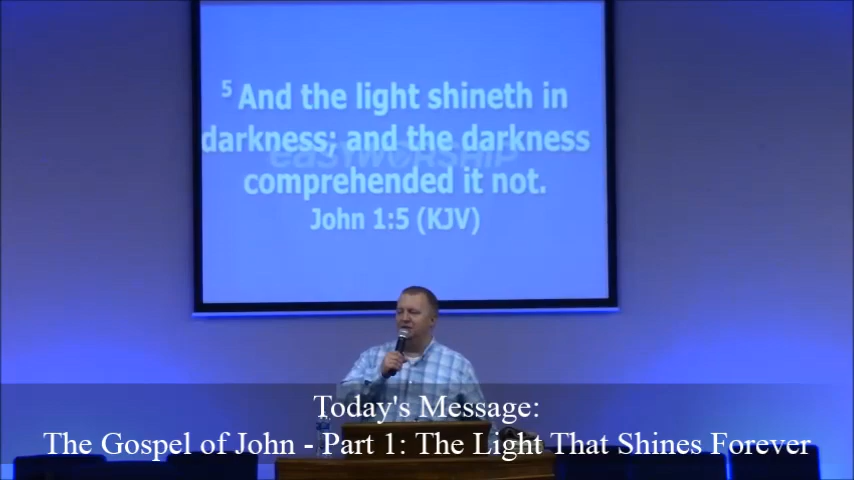 5 And the light shineth in
darkness; and the darkness
easyworship
comprehended it not.
John 1:5 (KJV)
Today's Message:
The Gospel of John - Part 1: The Light That Shines Forever